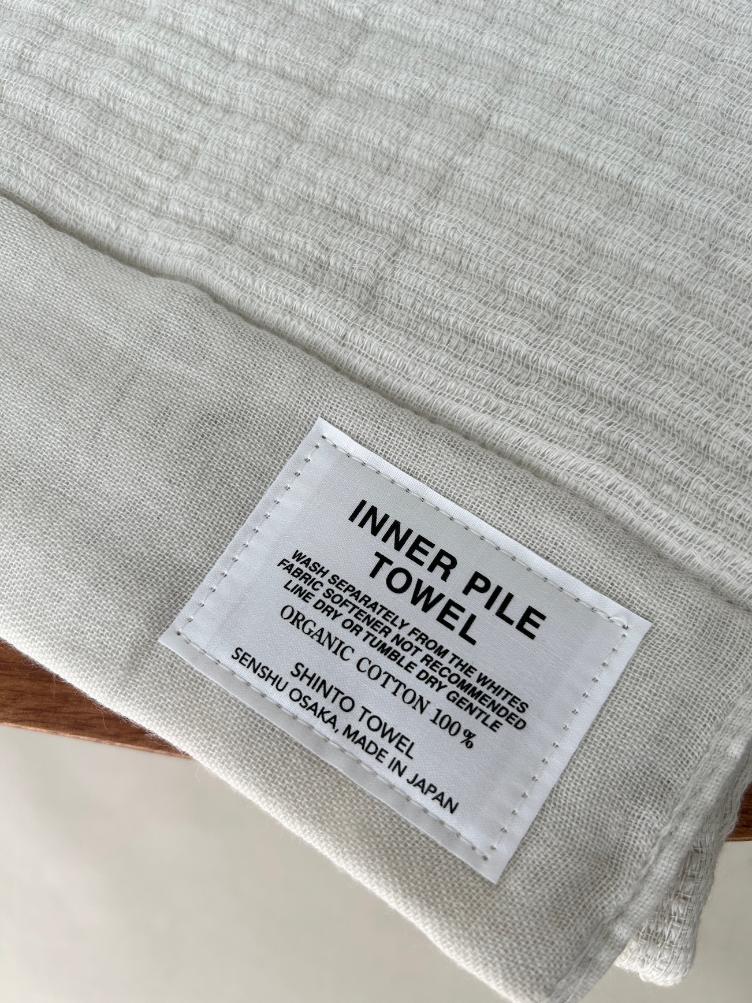 INNER PILE
TOWEL
WASH SEPARATELY FROM THE WHITES
FABRIC SOFTENER NOT RECOMMENDED
LINE DRY OR TUMBLE DRY GENTLE
ORGANIC COTTON 100%
SHINTO TOWEL
SENSHU OSAKA, MADE IN JAPAN